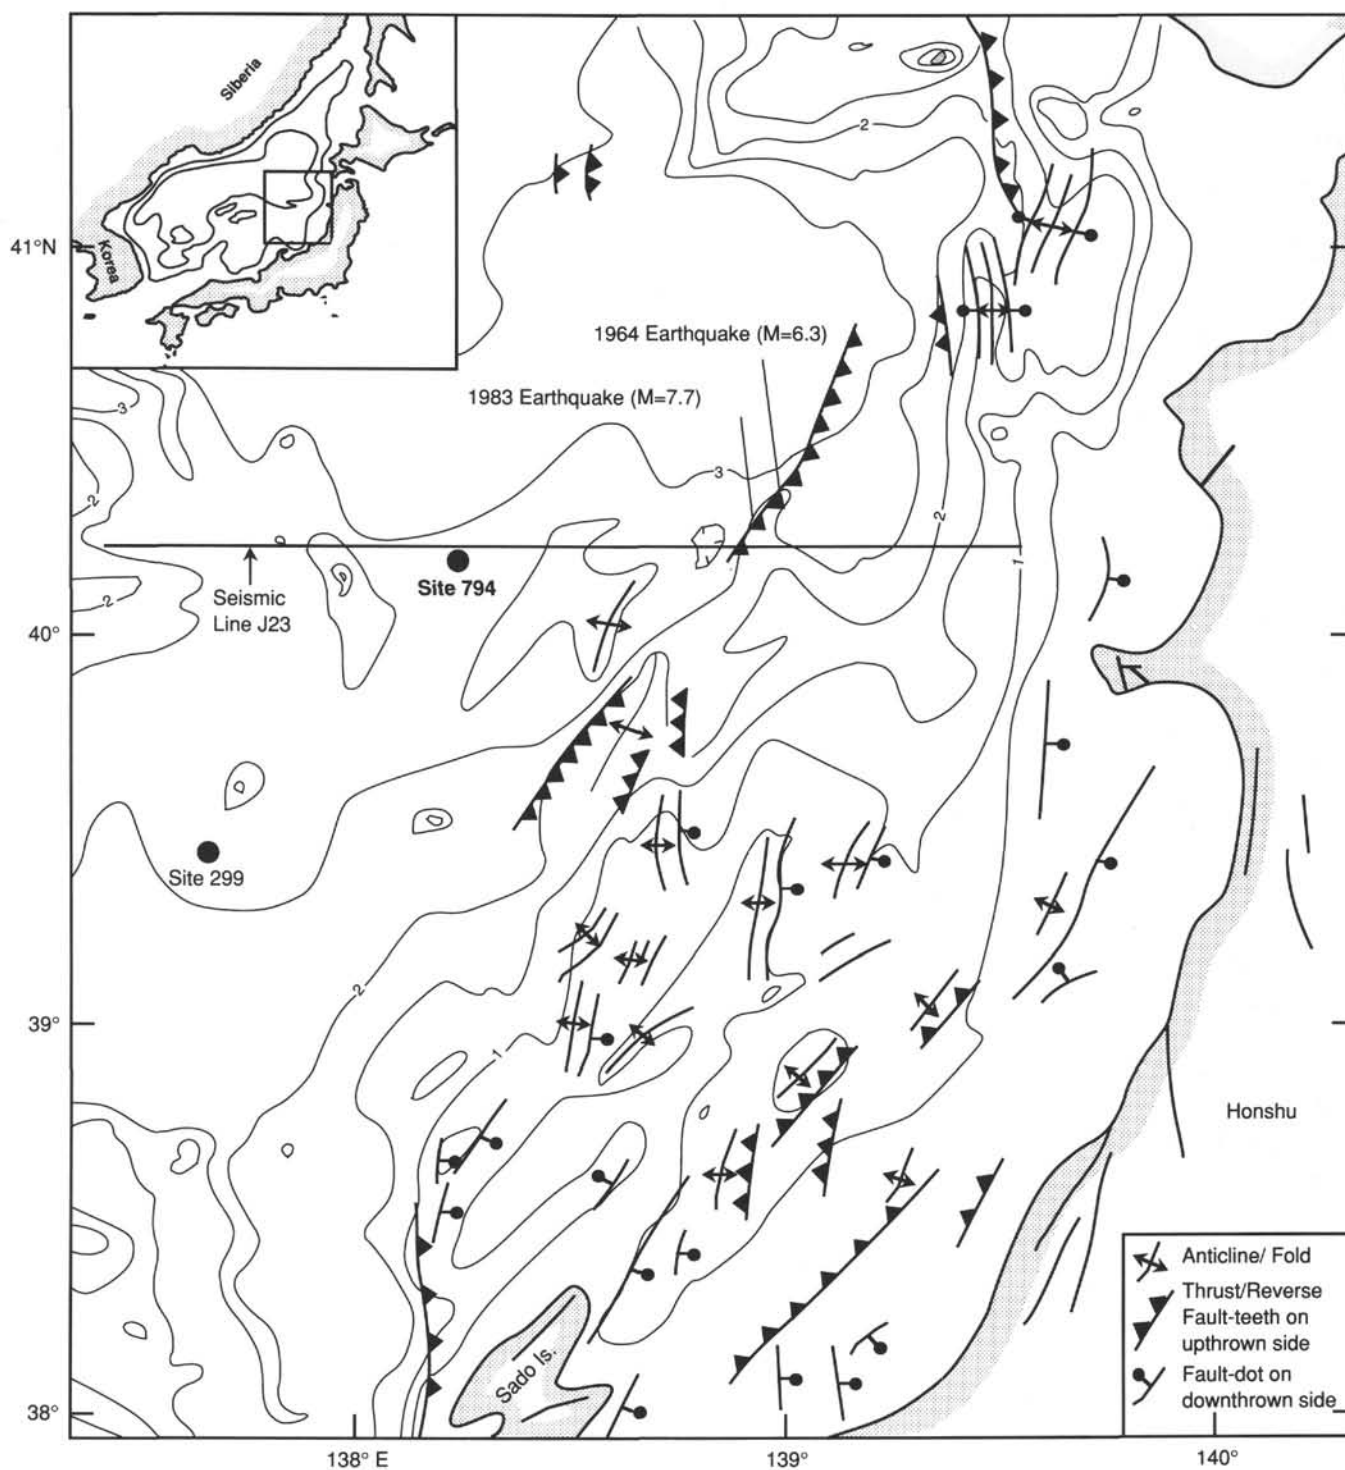 Siberia
Korea
2
41°N
1964 Earthquake (M=6.3)
1983 Earthquake (M=7.7)
3
3
2
2
1
Site 794
Seismic
Line J23
2
40°
Site 299
2
39°
1
Honshu
Anticline/ Fold
Thrust/Reverse
Fault-teeth on
upthrown side
Fault-dot on
downthrown side
Sado Is.
38°
138° E
139°
140°